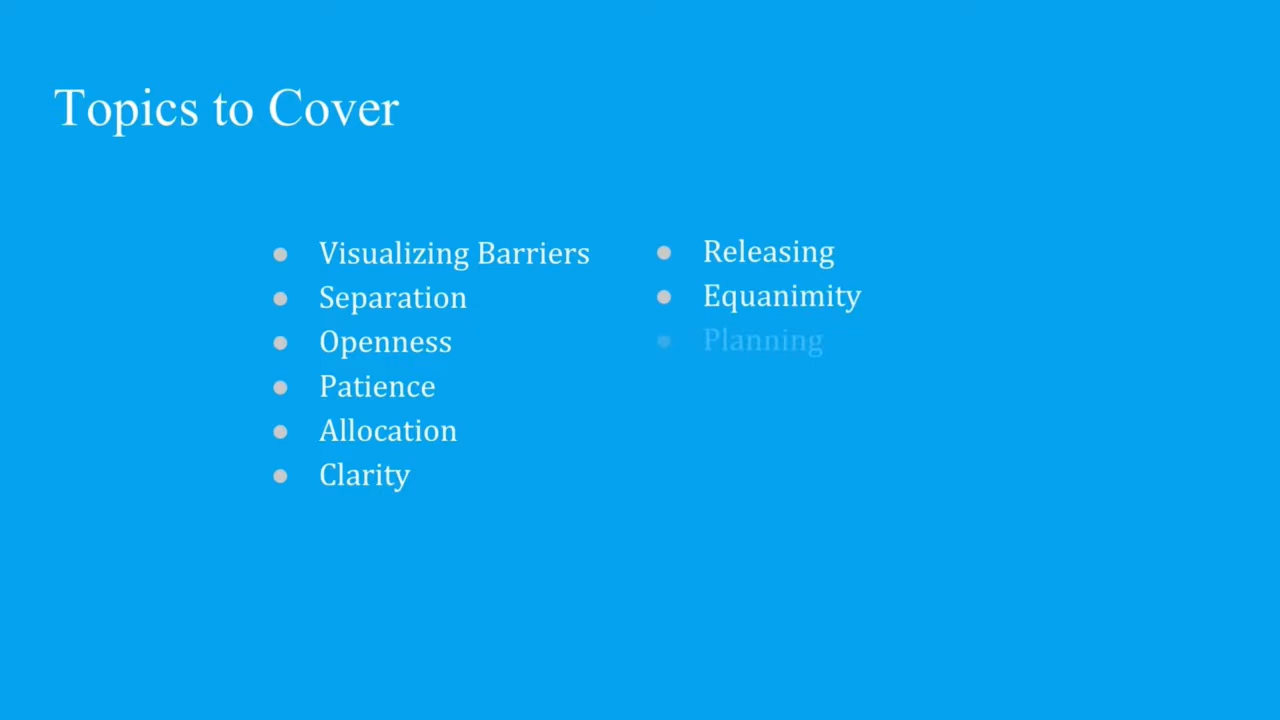 Topics to Cover
Visualizing Barriers
Separation
Openness
Patience
Allocation
Clarity
Releasing
Equanimity
Planning